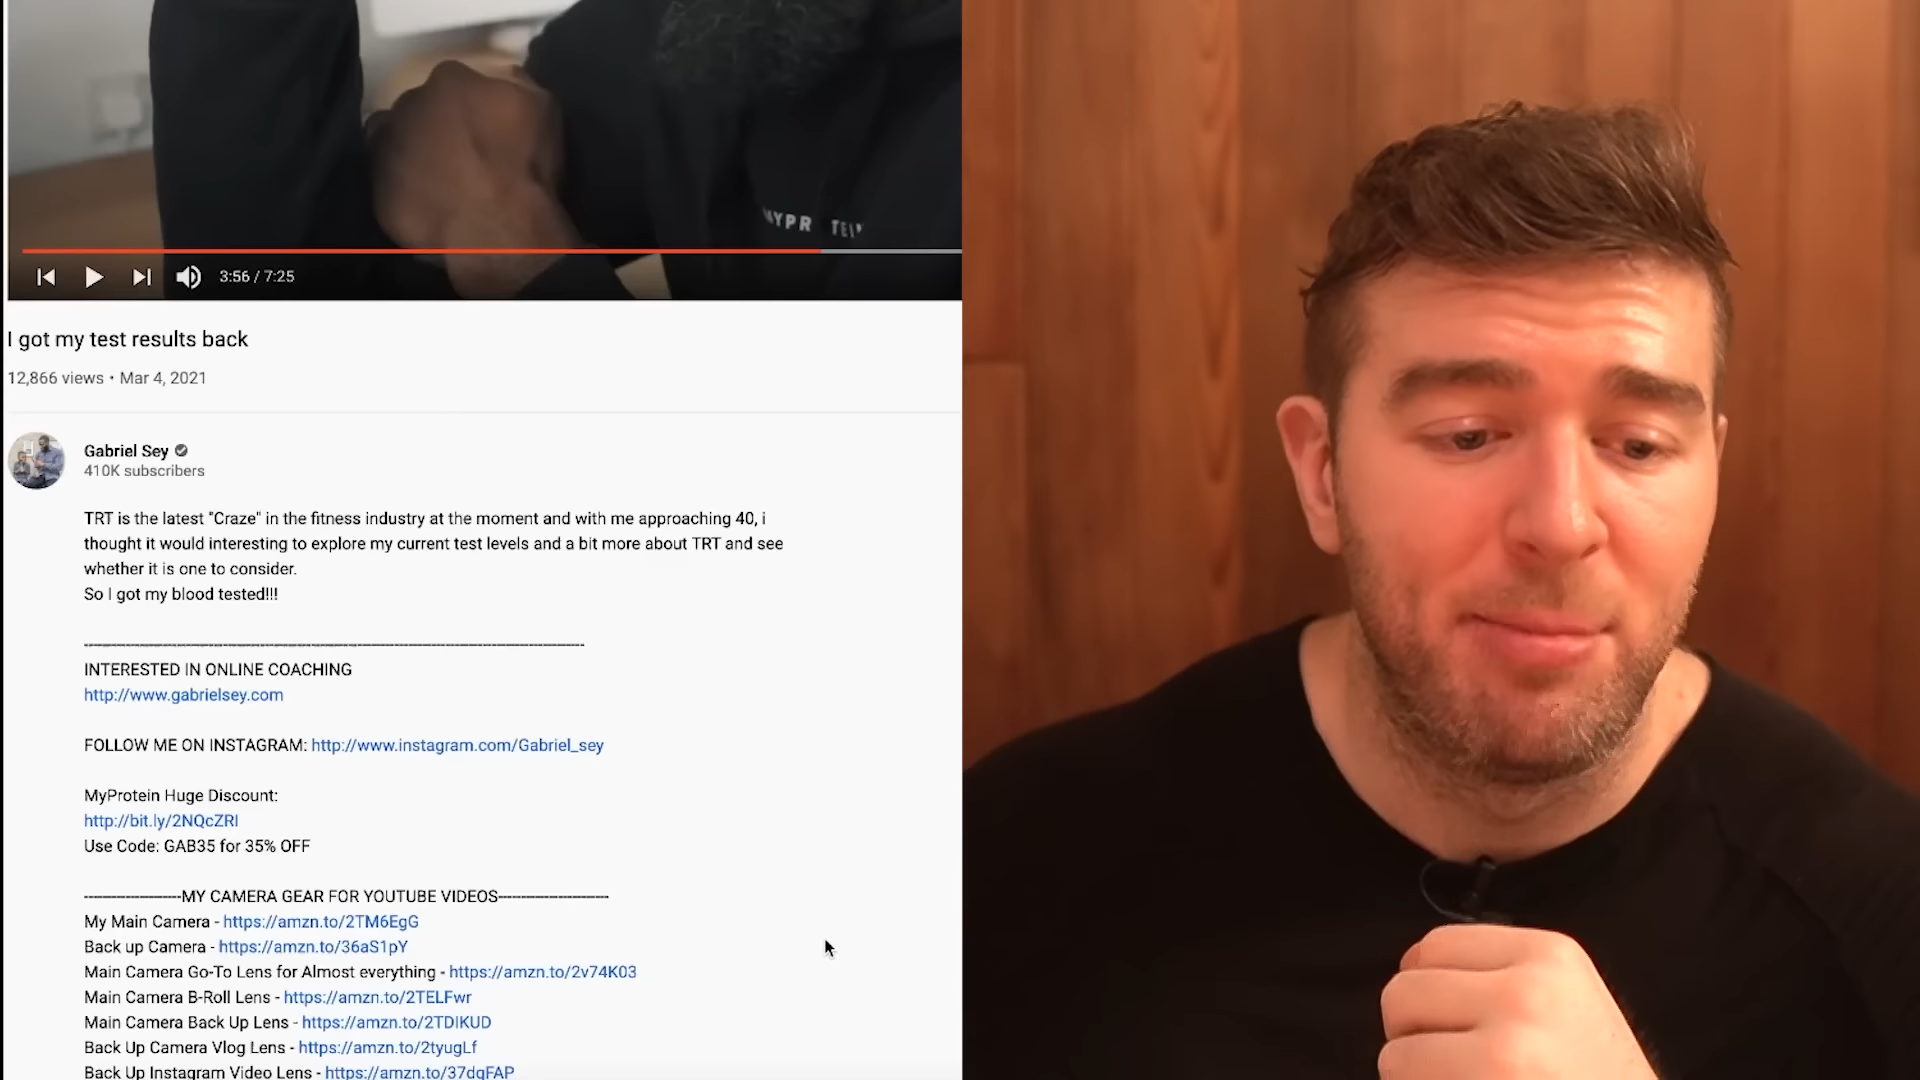 3:56 / 7:25
I got my test results back
12,866 views • Mar 4, 2021
Gabriel Sey
410K subscribers
TRT is the latest "Craze" in the fitness industry at the moment and with me approaching 40, i
thought it would interesting to explore my current test levels and a bit more about TRT and see
whether it is one to consider.
So I got my blood tested!!!
INTERESTED IN ONLINE COACHING
http://www.gabrielsey.com
FOLLOW ME ON INSTAGRAM: http://www.instagram.com/Gabriel_sey
MyProtein Huge Discount:
http://bit.ly/2NQcZRI
Use Code: GAB35 for 35% OFF
---------------------MY CAMERA GEAR FOR YOUTUBE VIDEOS------------------------
My Main Camera - https://amzn.to/2TM6EgG
Back up Camera - https://amzn.to/36aS1pY
Main Camera Go-To Lens for Almost everything - https://amzn.to/2v74K03
Main Camera B-Roll Lens - https://amzn.to/2TELFwr
Main Camera Back Up Lens - https://amzn.to/2TDIKUD
Back Up Camera Vlog Lens - https://amzn.to/2tyugLf
Back Up Instagram Video Lens - https://amzn.to/37dqFAP